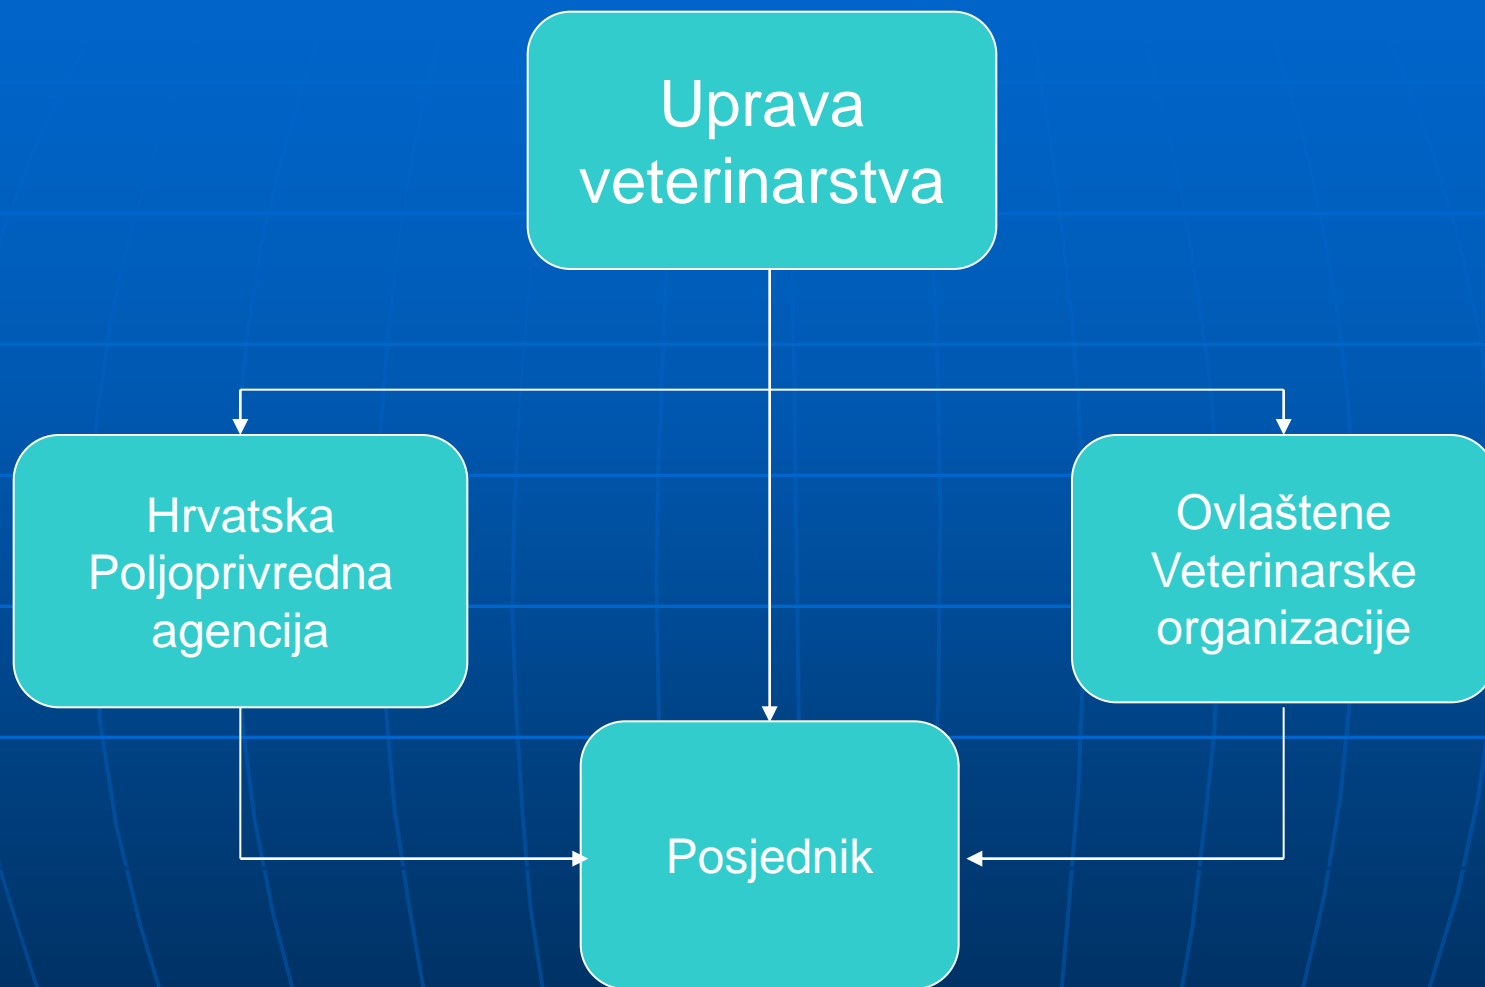 Uprava
veterinarstva
Hrvatska
Poljoprivredna
agencija
Ovlaštene
Veterinarske
organizacije
Posjednik